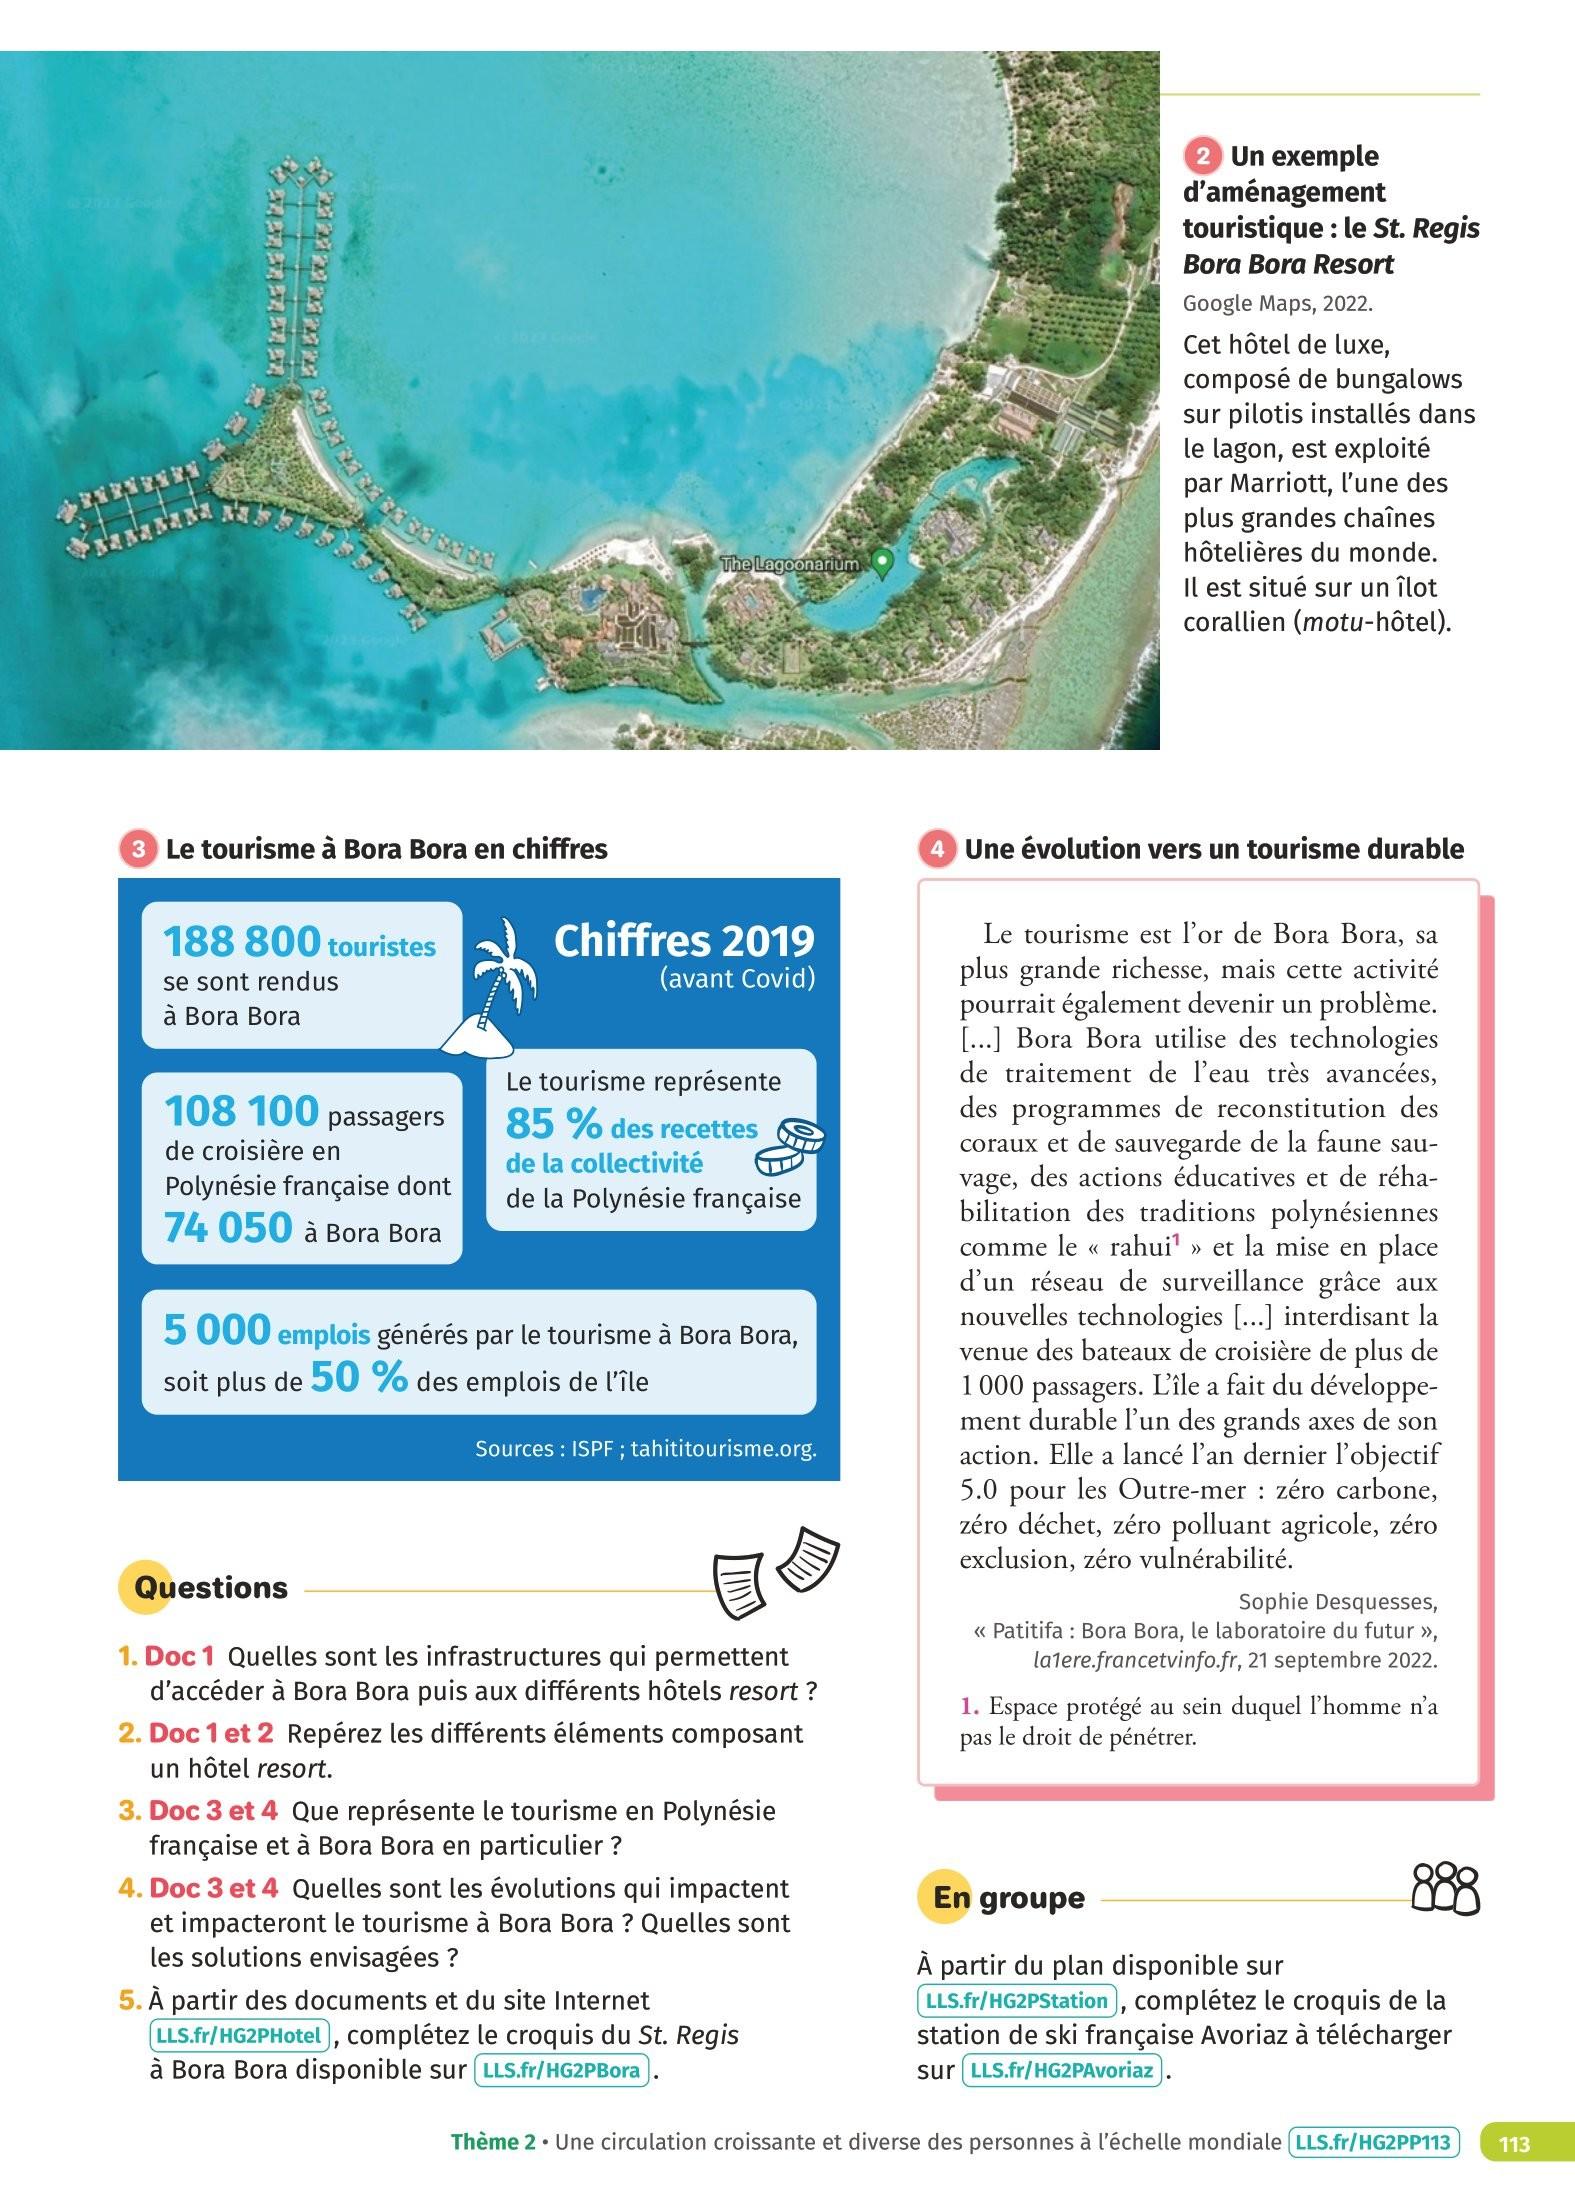 © 2023 Google
© 2023 Google
2023 Google
The Lagoonarium
2 Un exemple
d'aménagement
touristique : le St. Regis
Bora Bora Resort
Google Maps, 2022.
Cet hôtel de luxe,
composé de bungalows
sur pilotis installés dans
le lagon, est exploité
par Marriott, l'une des
plus grandes chaînes
hôtelières du monde.
Il est situé sur un îlot
corallien (motu-hôtel).
3 Le tourisme à Bora Bora en chiffres
Chiffres 2019
(avant Covid)
188 800 touristes
se sont rendus
à Bora Bora
108 100 passagers
de croisière en
Polynésie française dont
74 050 à Bora Bora
Le tourisme représente
85 % des recettes
de la collectivité
de la Polynésie française
5 000 emplois générés par le tourisme à Bora Bora,
soit plus de 50 % des emplois de l'île
Sources : ISPF ; tahititourisme.org.
4 Une évolution vers un tourisme durable
Le tourisme est l'or de Bora Bora, sa
plus grande richesse, mais cette activité
pourrait également devenir un problème.
[...] Bora Bora utilise des technologies
de traitement de l'eau très avancées,
des programmes de reconstitution des
coraux et de sauvegarde de la faune sau-
vage, des actions éducatives et de réha-
bilitation des traditions polynésiennes
comme le « rahui1 » et la mise en place
d'un réseau de surveillance grâce aux
nouvelles technologies [...] interdisant la
venue des bateaux de croisière de plus de
1 000 passagers. L'île a fait du développe-
ment durable l'un des grands axes de son
action. Elle a lancé l'an dernier l'objectif
5.0 pour les Outre-mer : zéro carbone,
zéro déchet, zéro polluant agricole, zéro
exclusion, zéro vulnérabilité.
Sophie Desquesses,
« Patitifa : Bora Bora, le laboratoire du futur »,
la1ere.francetvinfo.fr, 21 septembre 2022.
1. Espace protégé au sein duquel l'homme n'a
pas le droit de pénétrer.
Questions
1. Doc 1 Quelles sont les infrastructures qui permettent
d'accéder à Bora Bora puis aux différents hôtels resort ?
2. Doc 1 et 2 Repérez les différents éléments composant
un hôtel resort.
3. Doc 3 et 4 Que représente le tourisme en Polynésie
française et à Bora Bora en particulier ?
4. Doc 3 et 4 Quelles sont les évolutions qui impactent
et impacteront le tourisme à Bora Bora ? Quelles sont
les solutions envisagées ?
5. À partir des documents et du site Internet
LLS.fr/HG2PHotel, complétez le croquis du St. Regis
à Bora Bora disponible sur LLS.fr/HG2PBora.
En groupe
À partir du plan disponible sur
LLS.fr/HG2PStation, complétez le croquis de la
station de ski française Avoriaz à télécharger
sur LLS.fr/HG2PAvoriaz.
Thème 2 • Une circulation croissante et diverse des personnes à l'échelle mondiale LLS.fr/HG2PP113 113